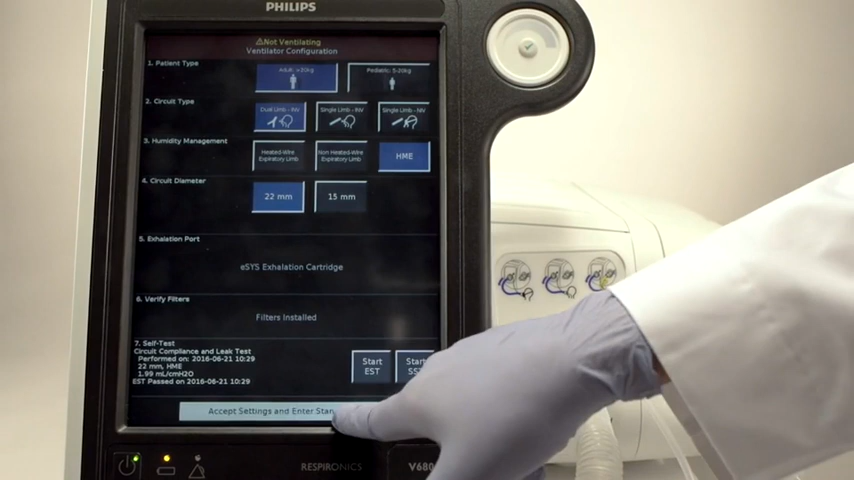 PHILIPS
⚠Not Ventilating
Ventilator Configuration
1. Patient Type
Adult: >20kg
Pediatric: 5-20kg
2. Circuit Type
Dual Limb - INV
Single Limb - INV
Single Limb - NIV
3. Humidity Management
Heated-Wire
Expiratory Limb
Non Heated-Wire
Expiratory Limb
HME
4. Circuit Diameter
22 mm
15 mm
5. Exhalation Port
eSYS Exhalation Cartridge
6. Verify Filters
Filters Installed
7. Self-Test
Circuit Compliance and Leak Test
Performed on: 2016-06-21 10:29
22 mm, HME
1.99 mL/cmH2O
EST Passed on 2016-06-21 10:29
Start
EST
Accept Settings and Enter
RESPIRONICS V680